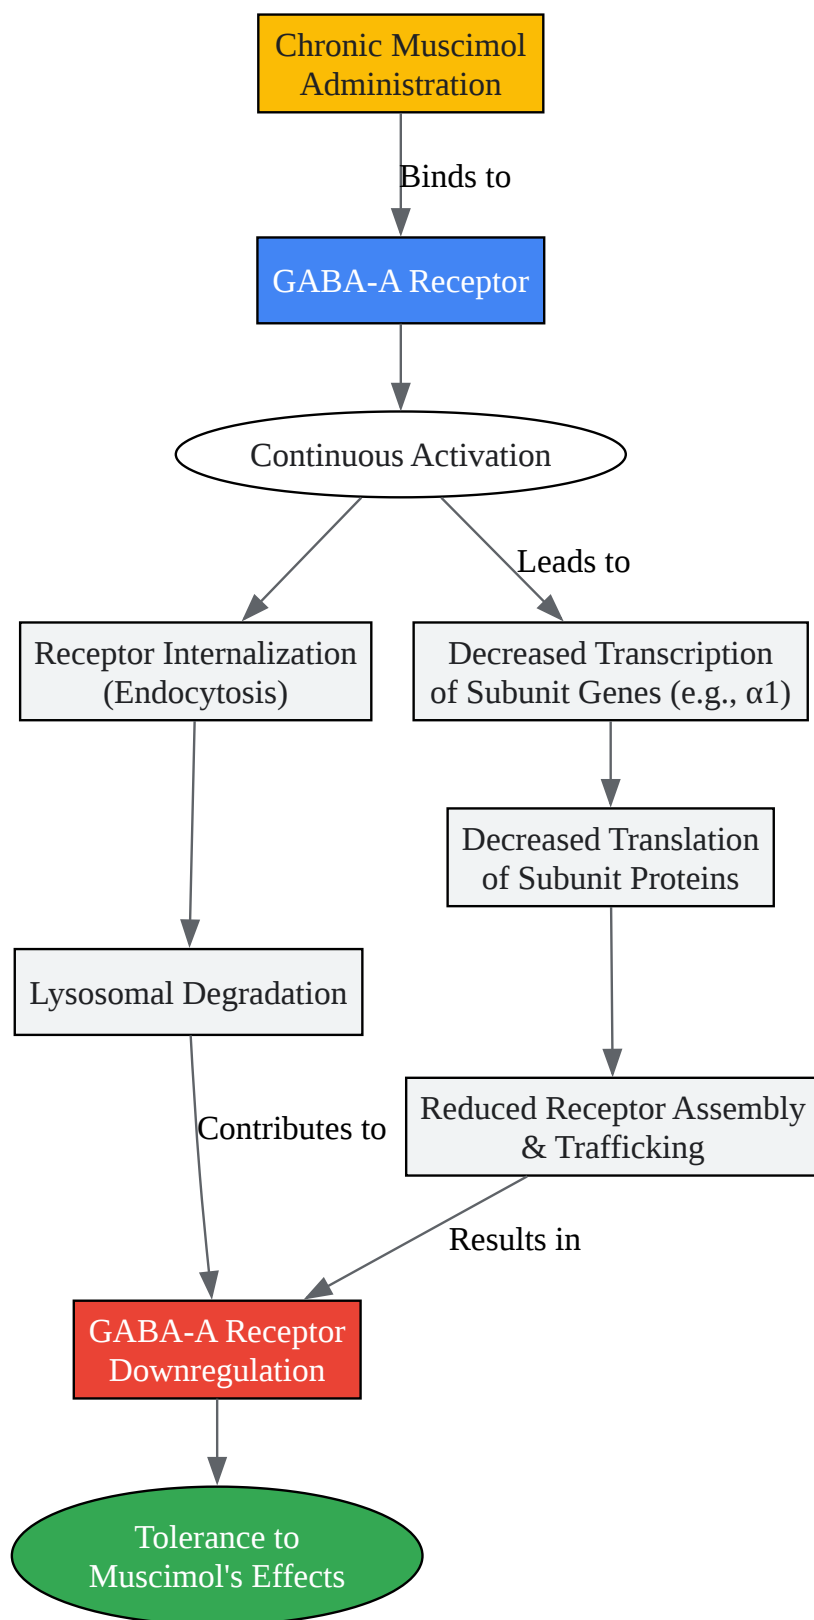 Chronic Muscimol
Administration
Binds to
GABA-A Receptor
Continuous Activation
Leads to
Receptor Internalization
(Endocytosis)
Decreased Transcription
of Subunit Genes (e.g., α1)
Decreased Translation
of Subunit Proteins
Lysosomal Degradation
Reduced Receptor Assembly
& Trafficking
Contributes to
Results in
GABA-A Receptor
Downregulation
Tolerance to
Muscimol's Effects